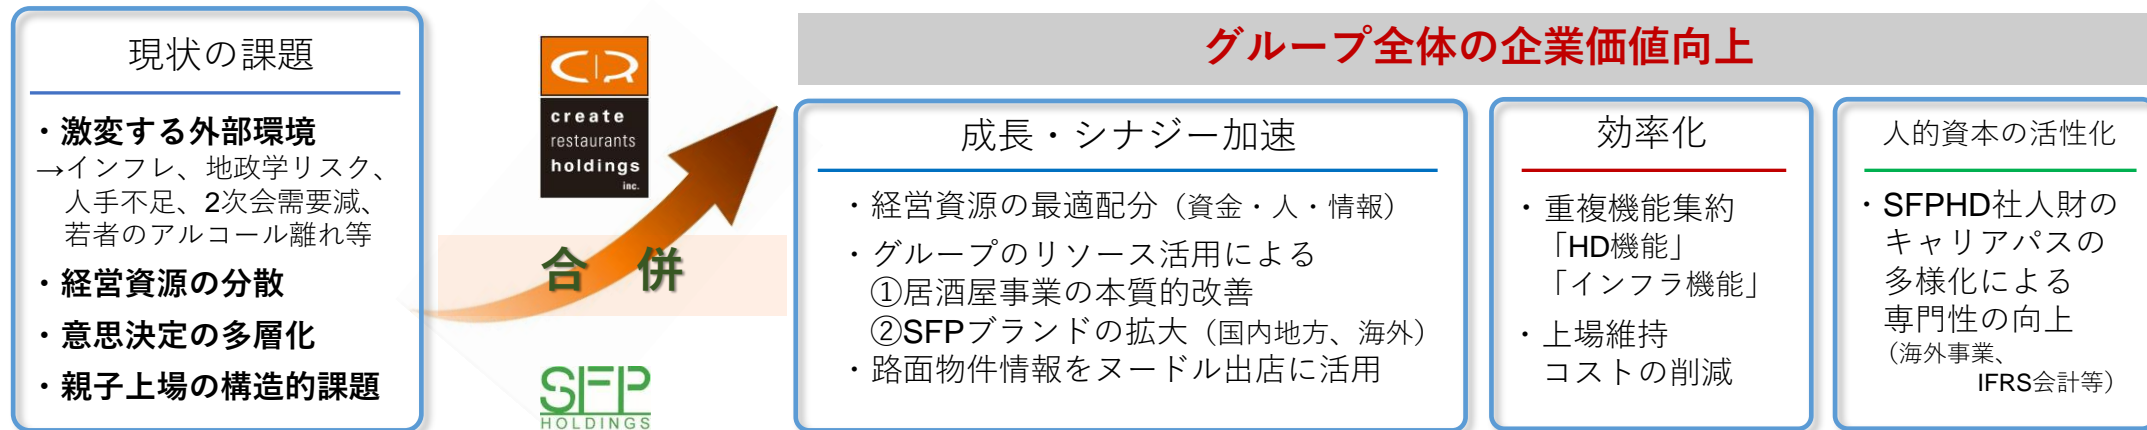 現状の課題
・激変する外部環境
→インフレ、地政学リスク、
人手不足、2次会需要減、
若者のアルコール離れ等
・経営資源の分散
・意思決定の多層化
・親子上場の構造的課題
CIR
create
restaurants
holdings
inc.
合 併
SFP
HOLDINGS
グループ全体の企業価値向上
成長・シナジー加速
・経営資源の最適配分（資金・人・情報）
・グループのリソース活用による
①居酒屋事業の本質的改善
②SFPブランドの拡大（国内地方、海外）
・路面物件情報をヌードル出店に活用
効率化
・重複機能集約
「HD機能」
「インフラ機能」
・上場維持
コストの削減
人的資本の活性化
・SFPHD社人財の
キャリアパスの
多様化による
専門性の向上
（海外事業、
IFRS会計等）